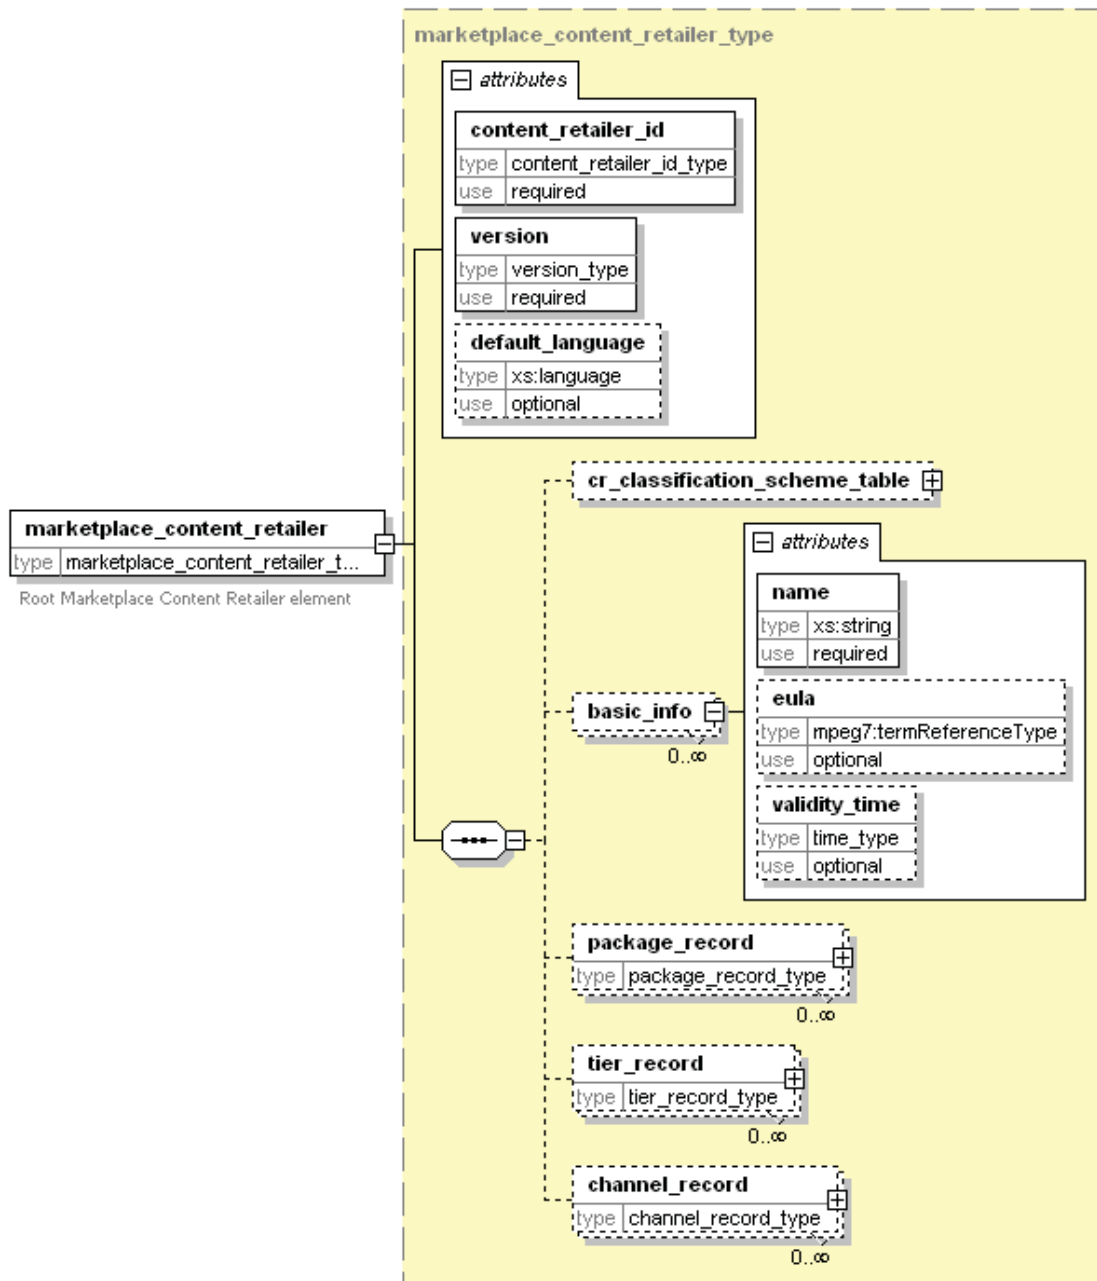 marketplace_content_retailer_type
attributes
content_retailer_id
type content_retailer_id_type
use required
version
type version_type
use required
default_language
type xs:language
use optional
cr_classification_scheme_table
marketplace_content_retailer
type marketplace_content_retailer_t...
Root Marketplace Content Retailer element
attributes
name
type xs:string
use required
basic_info
0..∞
eula
type mpeg7:termReferenceType
use optional
validity_time
type time_type
use optional
package_record
type package_record_type
0..∞
tier_record
type tier_record_type
0..∞
channel_record
type channel_record_type
0..∞